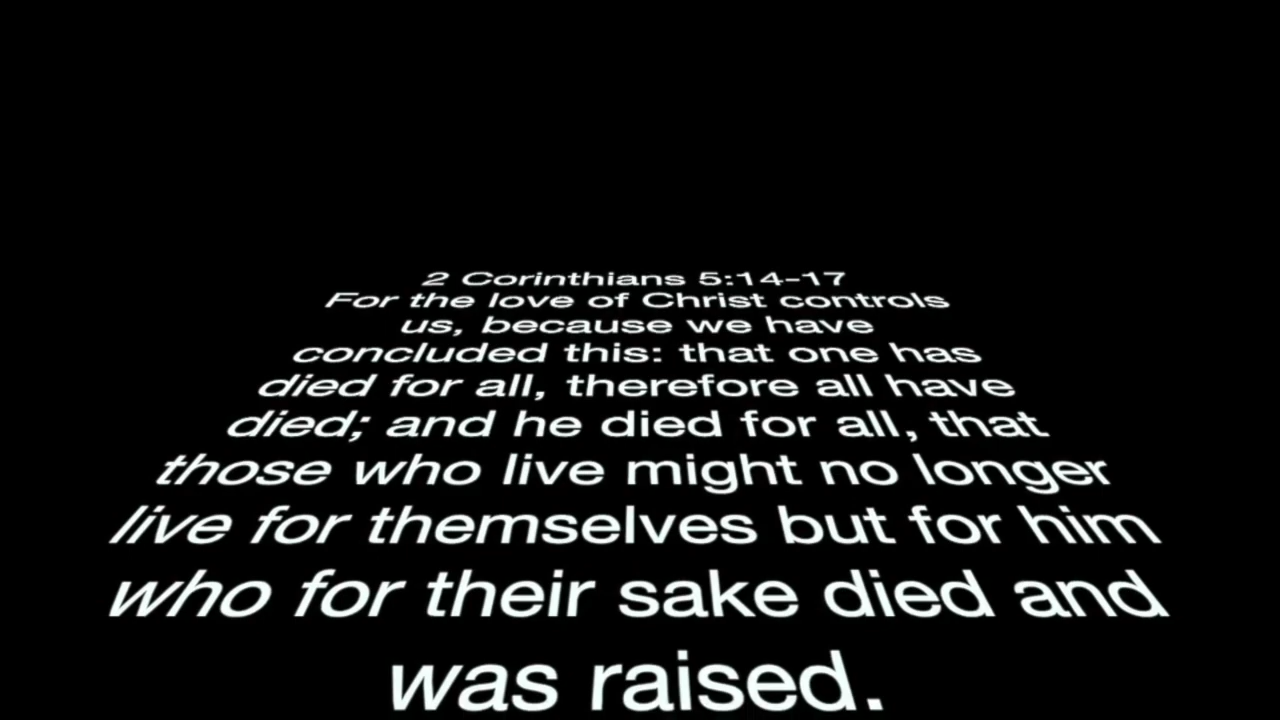 2 Corinthians 5:14-17
For the love of Christ controls
us, because we have
concluded this: that one has
died for all, therefore all have
died; and he died for all, that
those who live might no longer
live for themselves but for him
who for their sake died and
was raised.